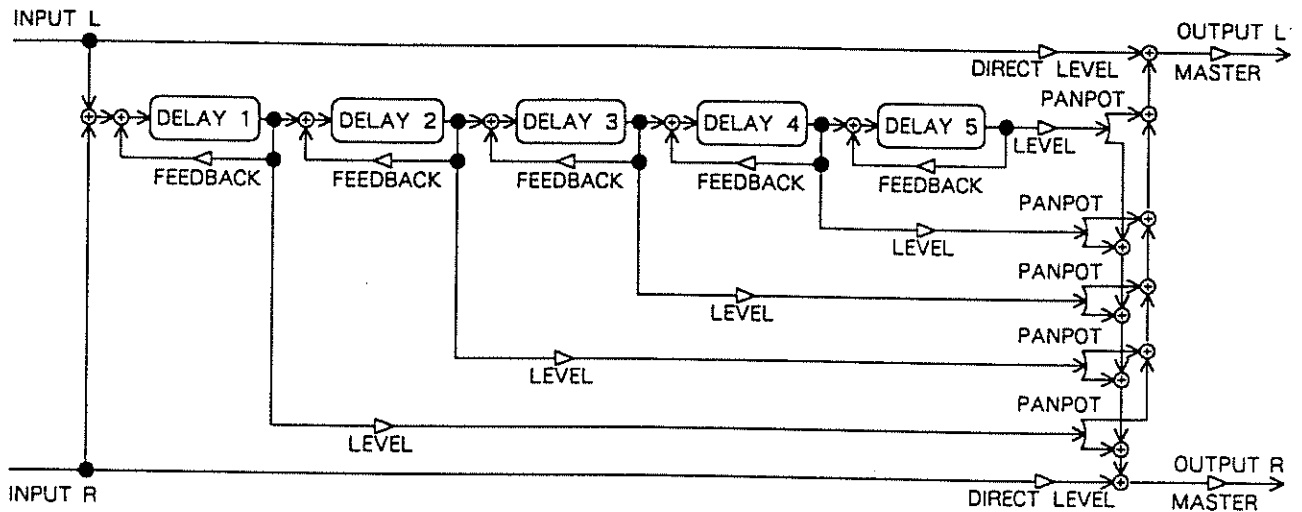 INPUT L
OUTPUT L
DIRECT LEVEL
MASTER
PANPOT
DELAY 1
DELAY 2
DELAY 3
DELAY 4
DELAY 5
LEVEL
FEEDBACK
FEEDBACK
FEEDBACK
FEEDBACK
FEEDBACK
PANPOT
LEVEL
PANPOT
LEVEL
PANPOT
LEVEL
PANPOT
LEVEL
INPUT R
OUTPUT R
DIRECT LEVEL
MASTER